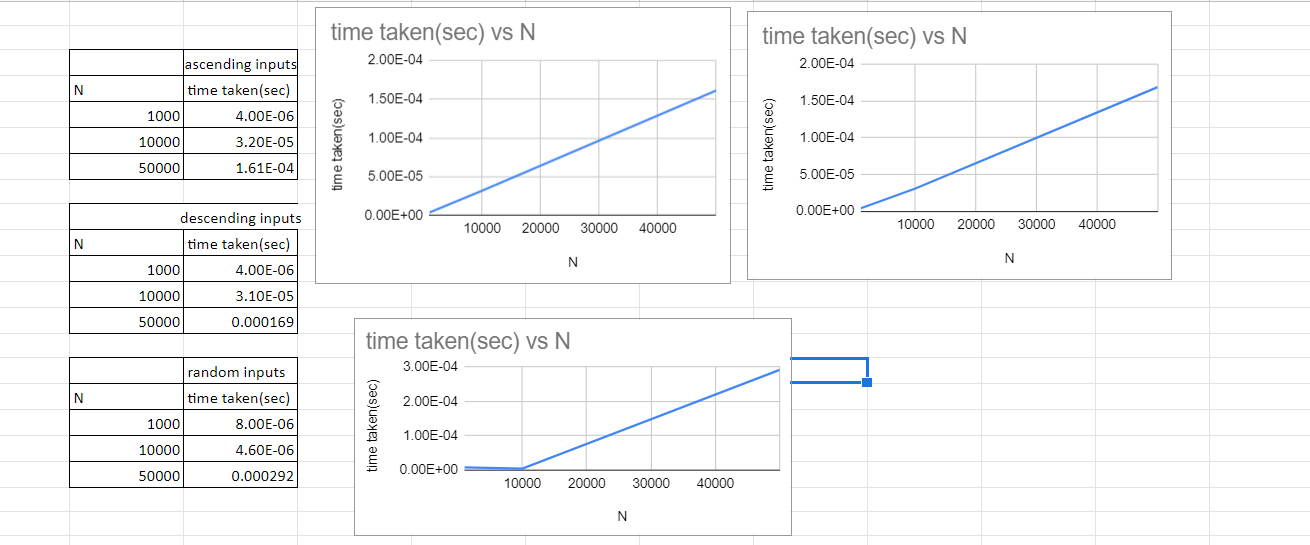 ascending inputs
N time taken(sec)
1000 4.00E-06
10000 3.20E-05
50000 1.61E-04
descending inputs
N time taken(sec)
1000 4.00E-06
10000 3.10E-05
50000 0.000169
random inputs
N time taken(sec)
1000 8.00E-06
10000 4.60E-06
50000 0.000292
time taken(sec) vs N
time taken(sec)
2.00E-04
1.50E-04
1.00E-04
5.00E-05
0.00E+00
10000 20000 30000 40000
N
time taken(sec) vs N
time taken(sec)
2.00E-04
1.50E-04
1.00E-04
5.00E-05
0.00E+00
10000 20000 30000 40000
N
time taken(sec) vs N
time taken(sec)
3.00E-04
2.00E-04
1.00E-04
0.00E+00
10000 20000 30000 40000
N